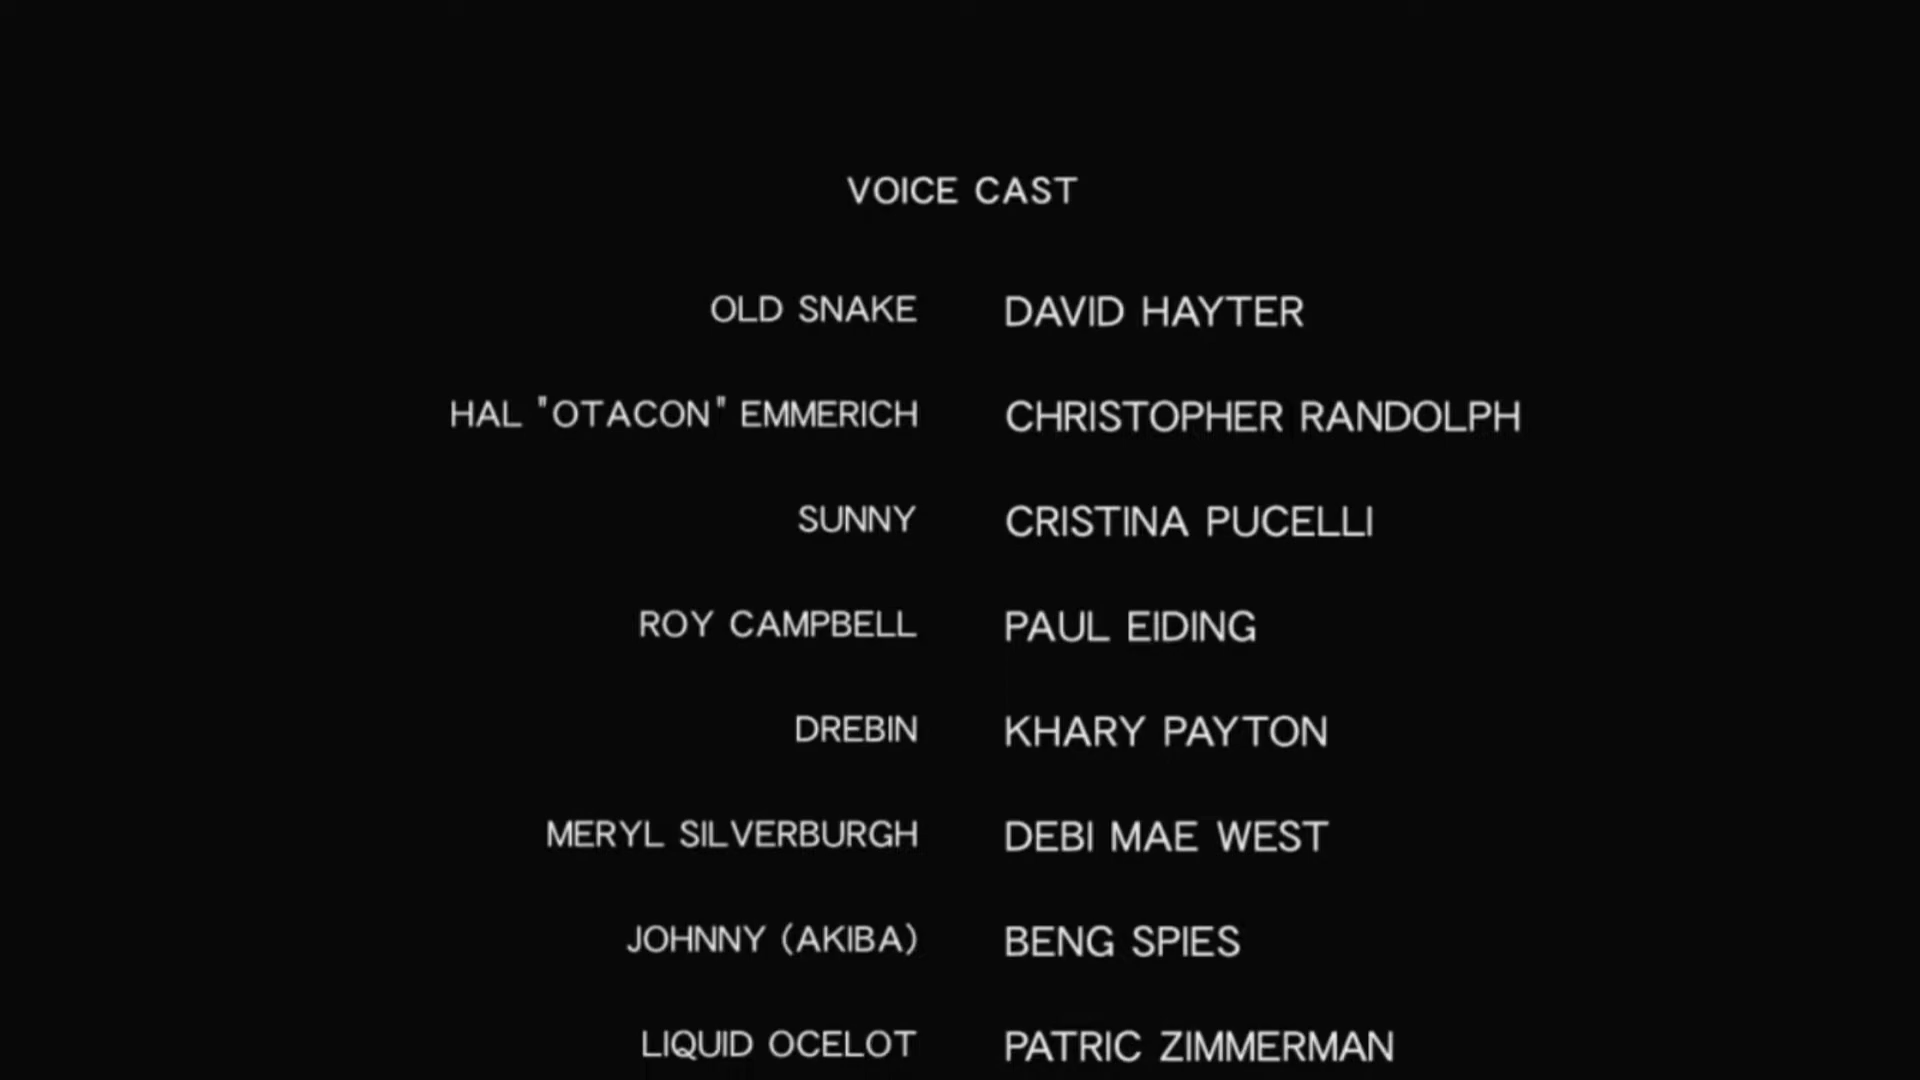 VOICE CAST
OLD SNAKE DAVID HAYTER
HAL "OTACON" EMMERICH CHRISTOPHER RANDOLPH
SUNNY CRISTINA PUCELLI
ROY CAMPBELL PAUL EIDING
DREBIN KHARY PAYTON
MERYL SILVERBURGH DEBI MAE WEST
JOHNNY (AKIBA) BENG SPIES
LIQUID OCELOT PATRIC ZIMMERMAN